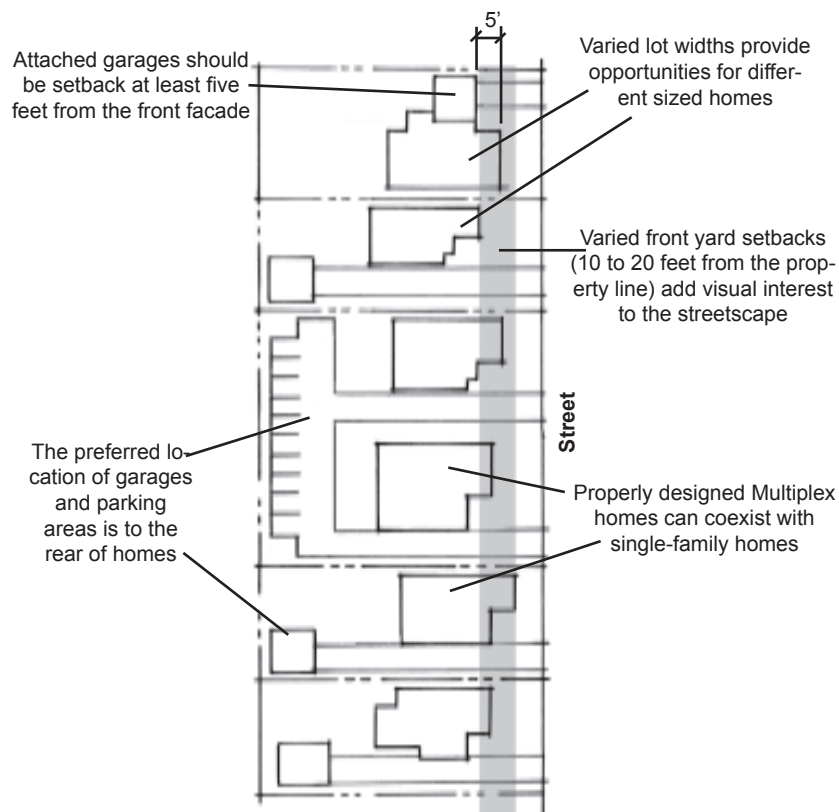 5’
Attached garages should
be setback at least five
feet from the front facade
Varied lot widths provide
opportunities for differ-
ent sized homes
Varied front yard setbacks
(10 to 20 feet from the prop-
erty line) add visual interest
to the streetscape
Street
The preferred lo-
cation of garages
and parking
areas is to the
rear of homes
Properly designed Multiplex
homes can coexist with
single-family homes